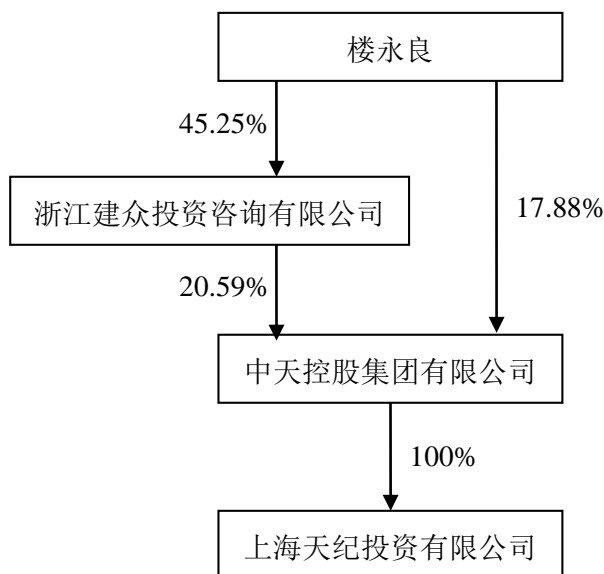 楼永良
45.25%
浙江建众投资咨询有限公司
17.88%
20.59%
中天控股集团有限公司
100%
上海天纪投资有限公司